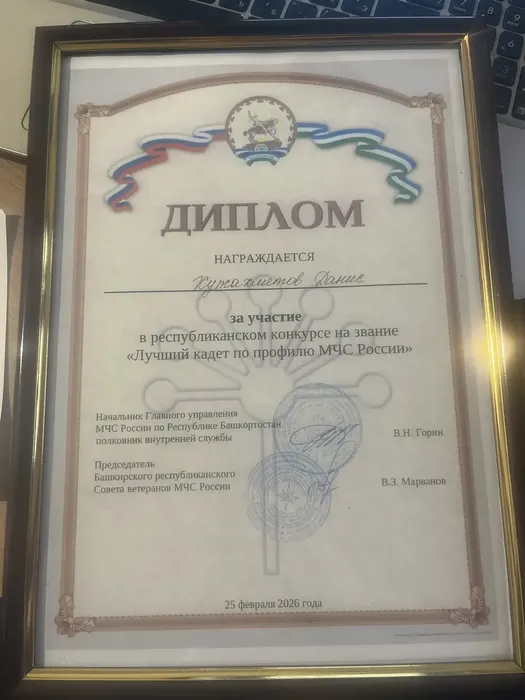 ДИПЛОМ
НАГРАЖДАЕТСЯ
Кужахметов Данис
за участие
в республиканском конкурсе на звание
«Лучший кадет по профилю МЧС России»
Начальник Главного управления
МЧС России по Республике Башкортостан
полковник внутренней службы
В.Н. Горин
Председатель
Башкирского республиканского
Совета ветеранов МЧС России
В.З. Марванов
25 февраля 2026 года